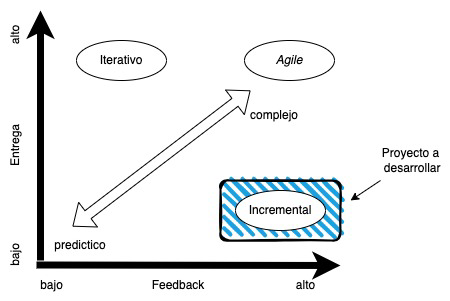 alto
Iterativo
Agile
complejo
Entrega
Proyecto a
desarrollar
Incremental
predictico
bajo
bajo
Feedback
alto